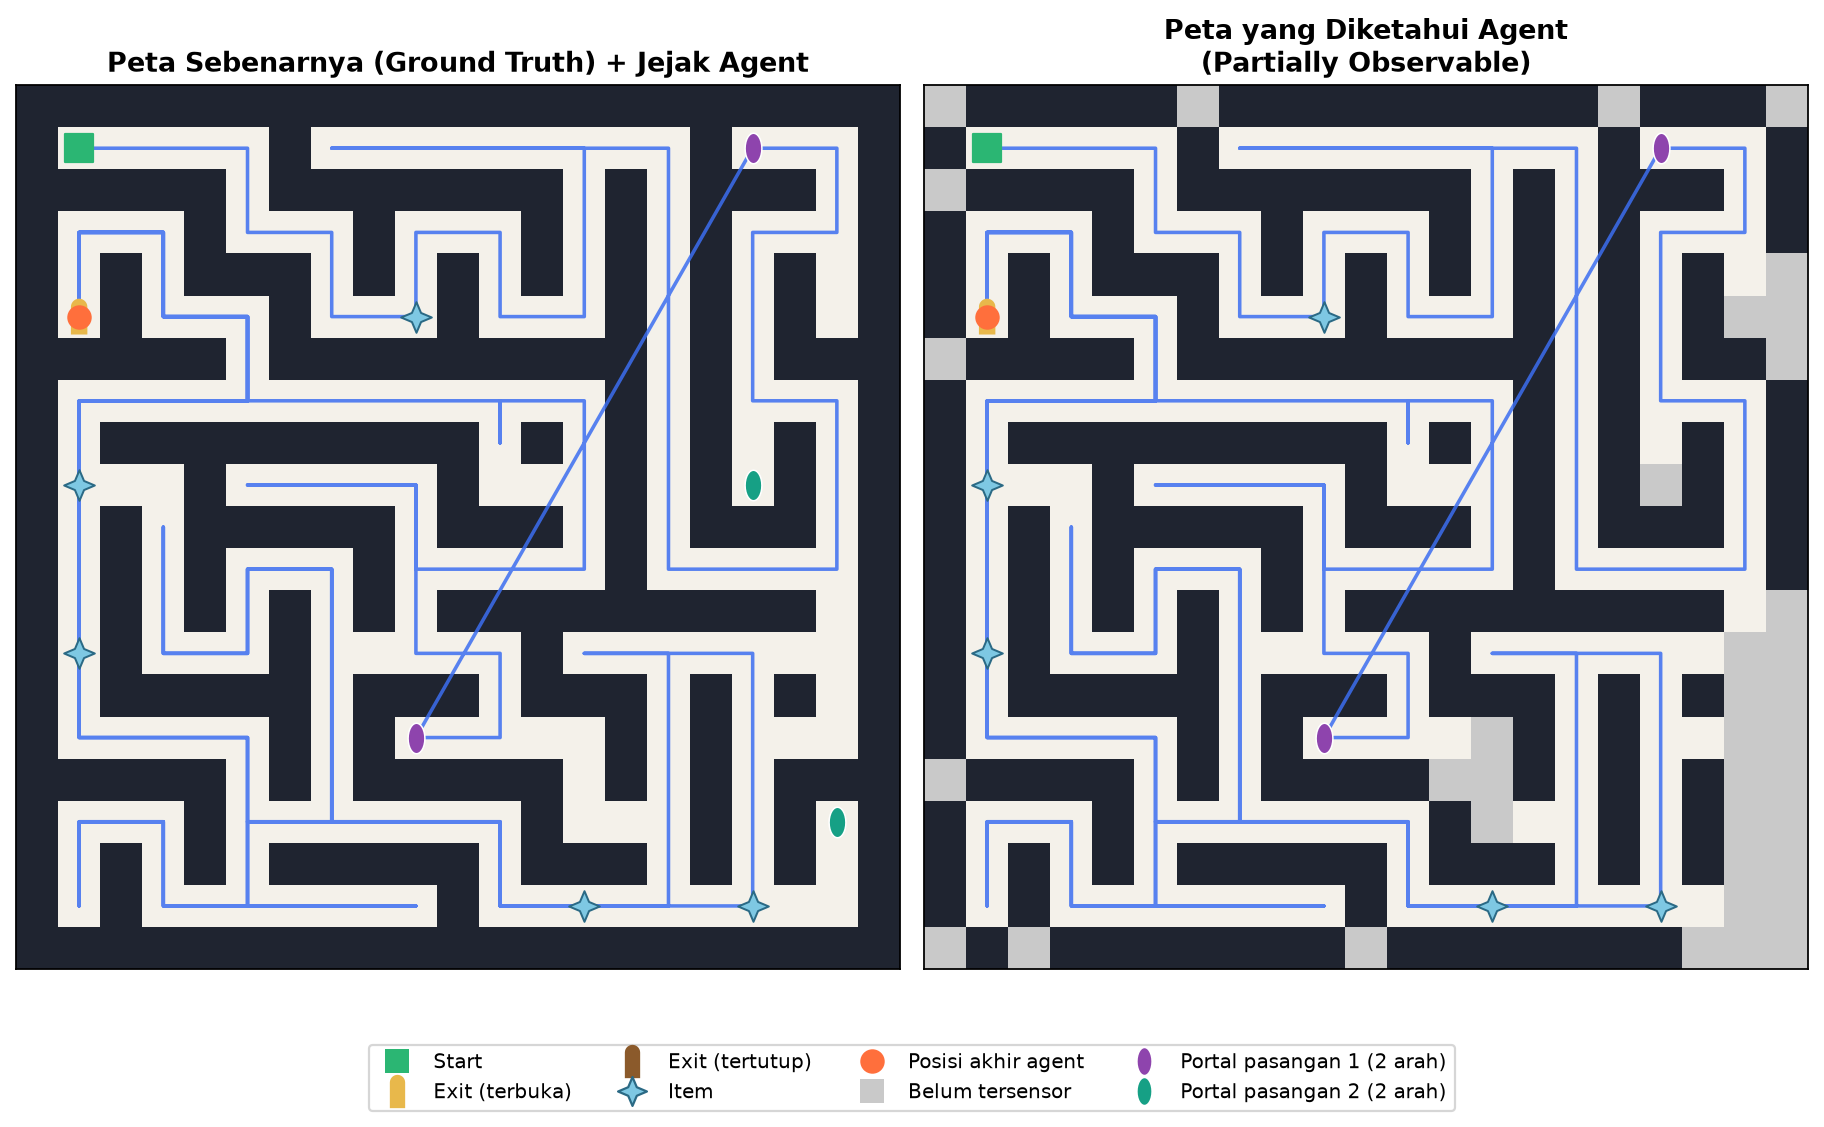 Peta Sebenarnya (Ground Truth) + Jejak Agent
Peta yang Diketahui Agent
(Partially Observable)
Start
Exit (terbuka)
Exit (tertutup)
Item
Posisi akhir agent
Belum tersensor
Portal pasangan 1 (2 arah)
Portal pasangan 2 (2 arah)